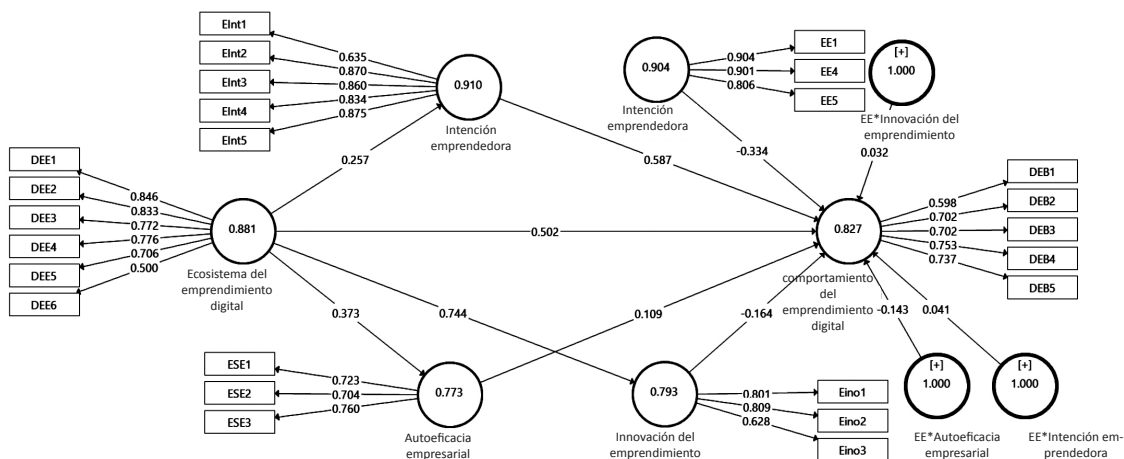 EInt1
EInt2
EInt3
EInt4
EInt5
0.635
0.870
0.860
0.834
0.875
0.910
Intención
emprendedora
0.904
Intención
emprendedora
0.904
0.901
0.806
EE1
EE4
EE5
[+]
1.000
EE*Innovación del
emprendimiento
0.257
0.587
-0.334
0.032
DEE1
DEE2
DEE3
DEE4
DEE5
DEE6
0.846
0.833
0.772
0.776
0.706
0.500
0.881
Ecosistema del
emprendimiento
digital
0.502
0.827
comportamiento
del
emprendimiento
digital
0.598
0.702
0.702
0.753
0.737
DEB1
DEB2
DEB3
DEB4
DEB5
0.373
0.744
0.109
-0.164
-0.143
0.041
ESE1
ESE2
ESE3
0.723
0.704
0.760
0.773
Autoeficacia
empresarial
0.793
Innovación del
emprendimiento
0.801
0.809
0.628
Eino1
Eino2
Eino3
[+]
1.000
EE*Autoeficacia
empresarial
[+]
1.000
EE*Intención em-
prendedora